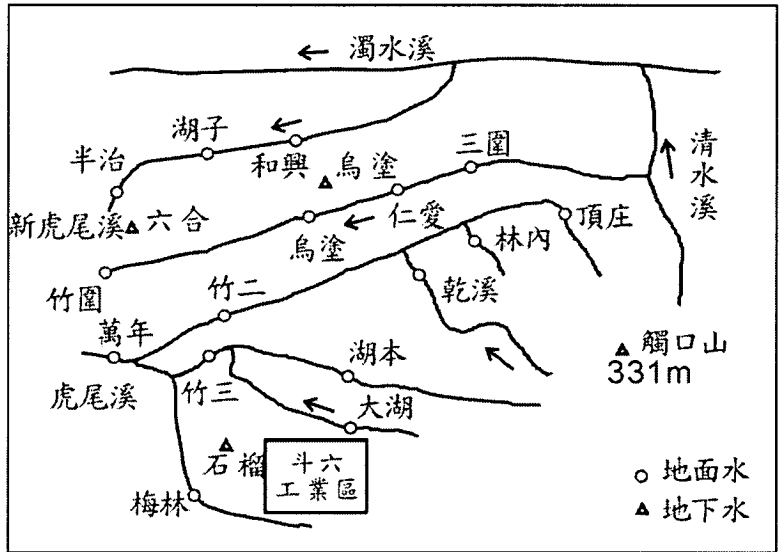 濁水溪
湖子
半治
和興
烏塗
三圍
清水溪
新虎尾溪
六合
烏塗
仁愛
林內
頂庄
竹圍
竹二
乾溪
萬年
湖本
觸口山
331m
虎尾溪
竹三
大湖
石榴
斗六
工業區
梅林
地面水
地下水